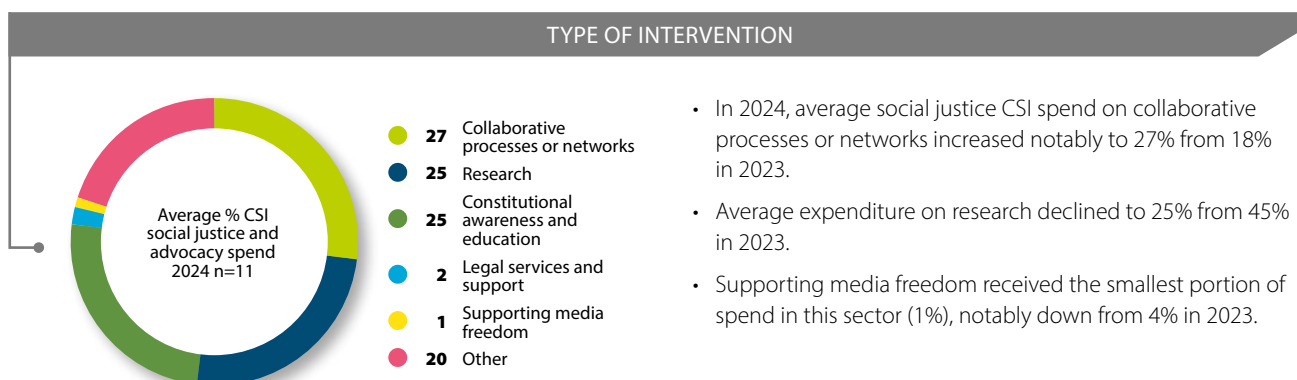 TYPE OF INTERVENTION
Average % CSI
social justice and
advocacy spend
2024 n=11
27 Collaborative
processes or networks
25 Research
25 Constitutional
awareness and
education
2 Legal services and
support
1 Supporting media
freedom
20 Other
• In 2024, average social justice CSI spend on collaborative
processes or networks increased notably to 27% from 18%
in 2023.
• Average expenditure on research declined to 25% from 45%
in 2023.
• Supporting media freedom received the smallest portion of
spend in this sector (1%), notably down from 4% in 2023.